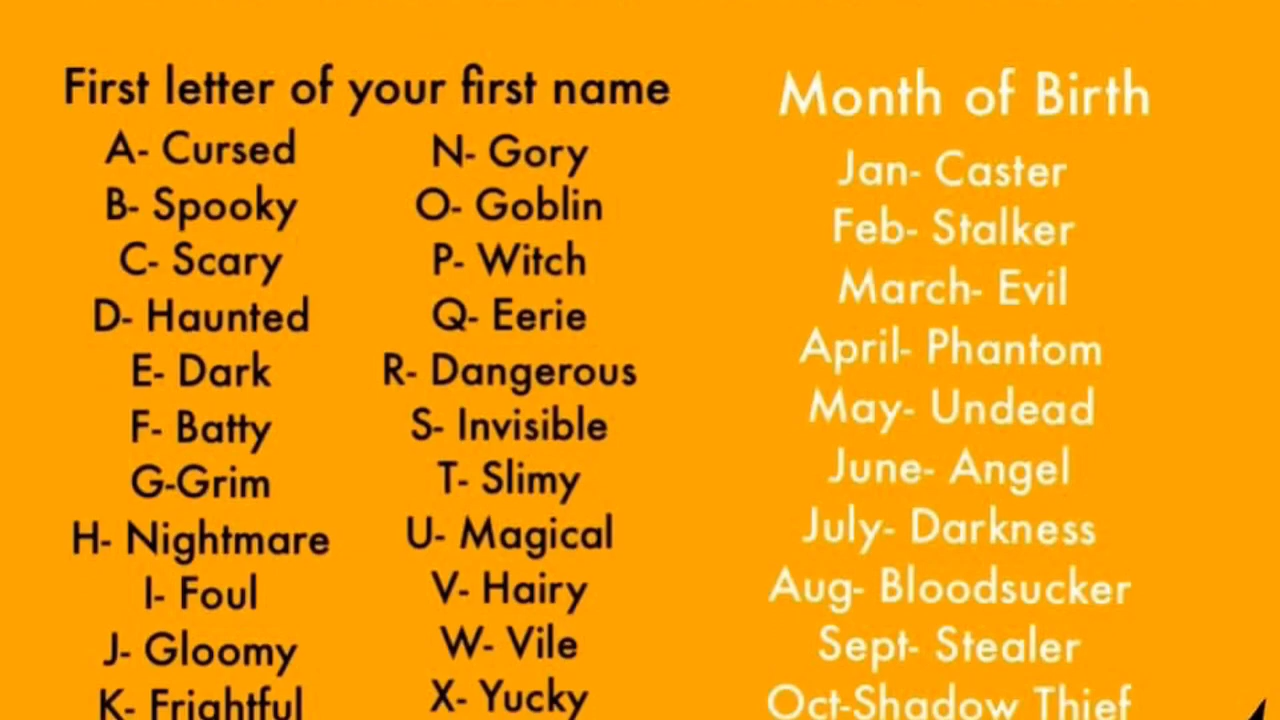 First letter of your first name
A- Cursed
B- Spooky
C- Scary
D- Haunted
E- Dark
F- Batty
G-Grim
H- Nightmare
I- Foul
J- Gloomy
K- Frightful
N- Gory
O- Goblin
P- Witch
Q- Eerie
R- Dangerous
S- Invisible
T- Slimy
U- Magical
V- Hairy
W- Vile
X- Yucky
Month of Birth
Jan- Caster
Feb- Stalker
March- Evil
April- Phantom
May- Undead
June- Angel
July- Darkness
Aug- Bloodsucker
Sept- Stealer
Oct-Shadow Thief